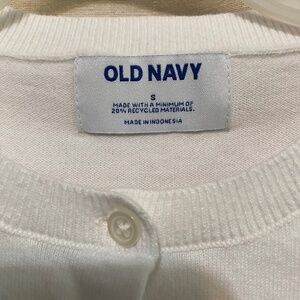 OLD NAVY
S
MADE WITH A MINIMUM OF
20% RECYCLED MATERIALS.
MADE IN INDONESIA